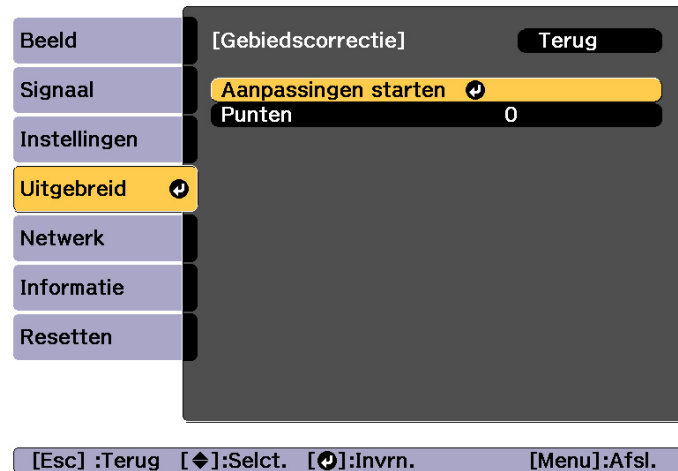 Beeld
Signaal
Instellingen
Uitgebreid
Netwerk
Informatie
Resetten
[Gebiedscorrectie] Terug
Aanpassingen starten
Punten 0
[Esc] :Terug [◆]:Selct. [↵]:Invrn. [Menu]:Afsl.